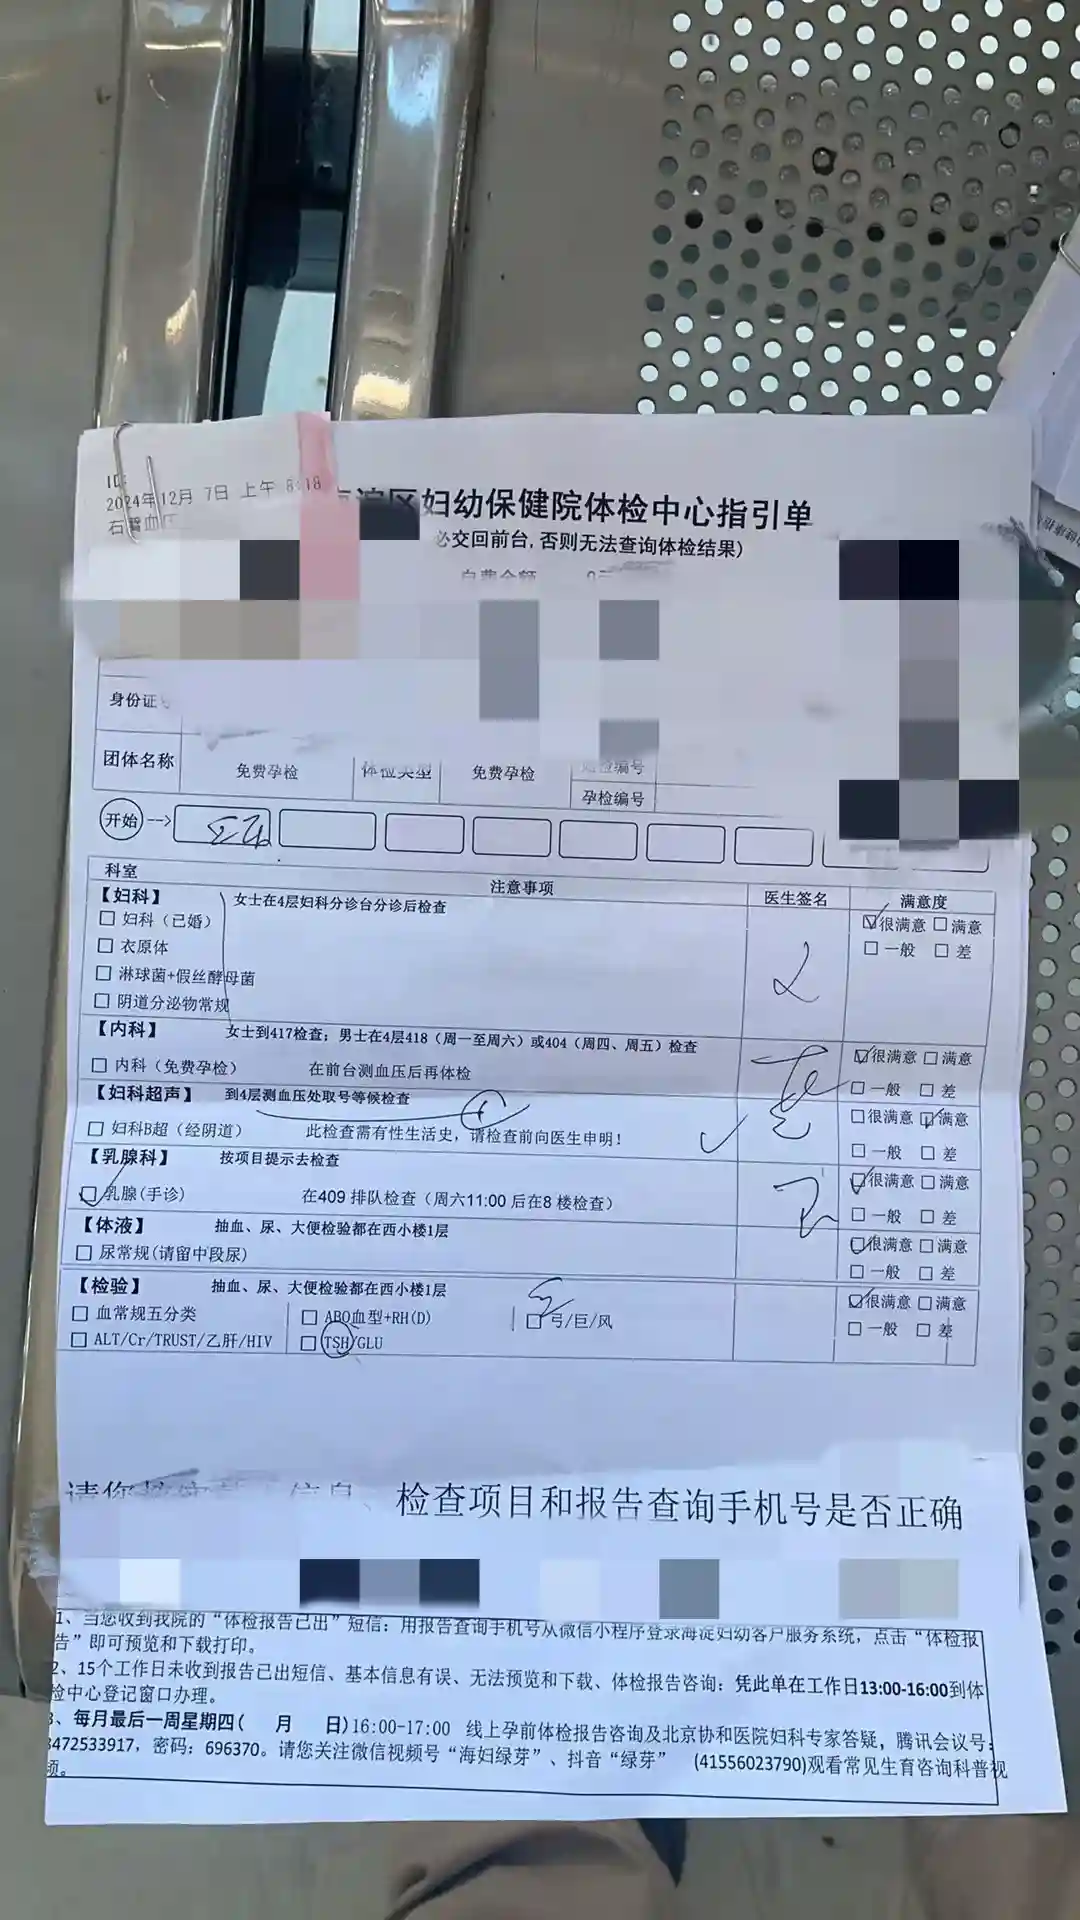 ID:
2024年12月 7日 上午 8:18
石臂血压
区妇幼保健院体检中心指引单
必交回前台, 否则无法查询体检结果)
自费金额
身份证
团体名称 免费孕检 体检类型 免费孕检 编号
孕检编号
开始 -->
科室 注意事项 医生签名 满意度
【妇科】 女士在4层妇科分诊台分诊后检查
□ 妇科（已婚） □很满意 □ 满意
□ 衣原体 □ 一般 □ 差
□ 淋球菌+假丝酵母菌
□ 阴道分泌物常规
【内科】 女士到417检查；男士在4层418（周一至周六）或404（周四、周五）检查
□ 内科（免费孕检） 在前台测血压后再体检 □很满意 □ 满意
□ 一般 □ 差
【妇科超声】 到4层测血压处取号等候检查 □很满意 □满意
□ 妇科B超（经阴道） 此检查需有性生活史，请检查前向医生申明！ □ 一般 □ 差
【乳腺科】 按项目提示去检查 □很满意 □ 满意
□ 乳腺(手诊) 在409 排队检查（周六11:00 后在8 楼检查） □ 一般 □ 差
【体液】 抽血、尿、大便检验都在西小楼1层 □很满意 □ 满意
□ 尿常规(请留中段尿) □ 一般 □ 差
【检验】 抽血、尿、大便检验都在西小楼1层 □很满意 □ 满意
□ 血常规五分类 □ ABO血型+RH(D) □ 弓/巨/风 □ 一般 □ 差
□ ALT/Cr/TRUST/乙肝/HIV □ TSH/GLU
请您核实 信息、检查项目和报告查询手机号是否正确
1、当您收到我院的“体检报告已出”短信：用报告查询手机号从微信小程序登录海淀妇幼客户服务系统，点击“体检报
告”即可预览和下载打印。
2、15个工作日未收到报告已出短信、基本信息有误、无法预览和下载、体检报告咨询：凭此单在工作日13:00-16:00到体
检中心登记窗口办理。
3、每月最后一周星期四( 月 日)16:00-17:00 线上孕前体检报告咨询及北京协和医院妇科专家答疑，腾讯会议号：
3472533917，密码：696370。请您关注微信视频号“海妇绿芽”、抖音“绿芽” (41556023790)观看常见生育咨询科普视
频。